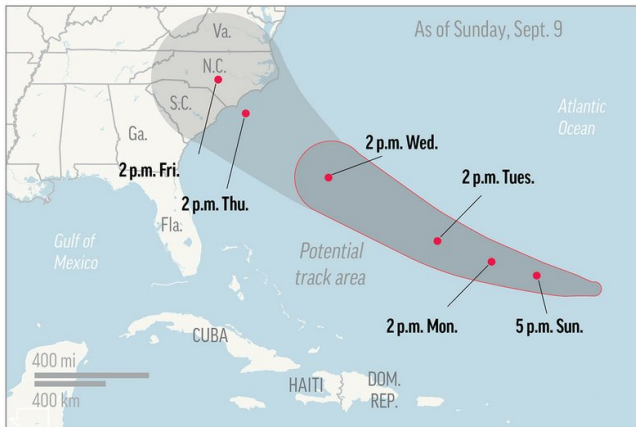 As of Sunday, Sept. 9
Va.
N.C.
S.C.
Ga.
Fla.
Atlantic
Ocean
2 p.m. Wed.
2 p.m. Fri.
2 p.m. Tues.
2 p.m. Thu.
Gulf of
Mexico
Potential
track area
2 p.m. Mon.
5 p.m. Sun.
CUBA
400 mi
400 km
HAITI
DOM.
REP.